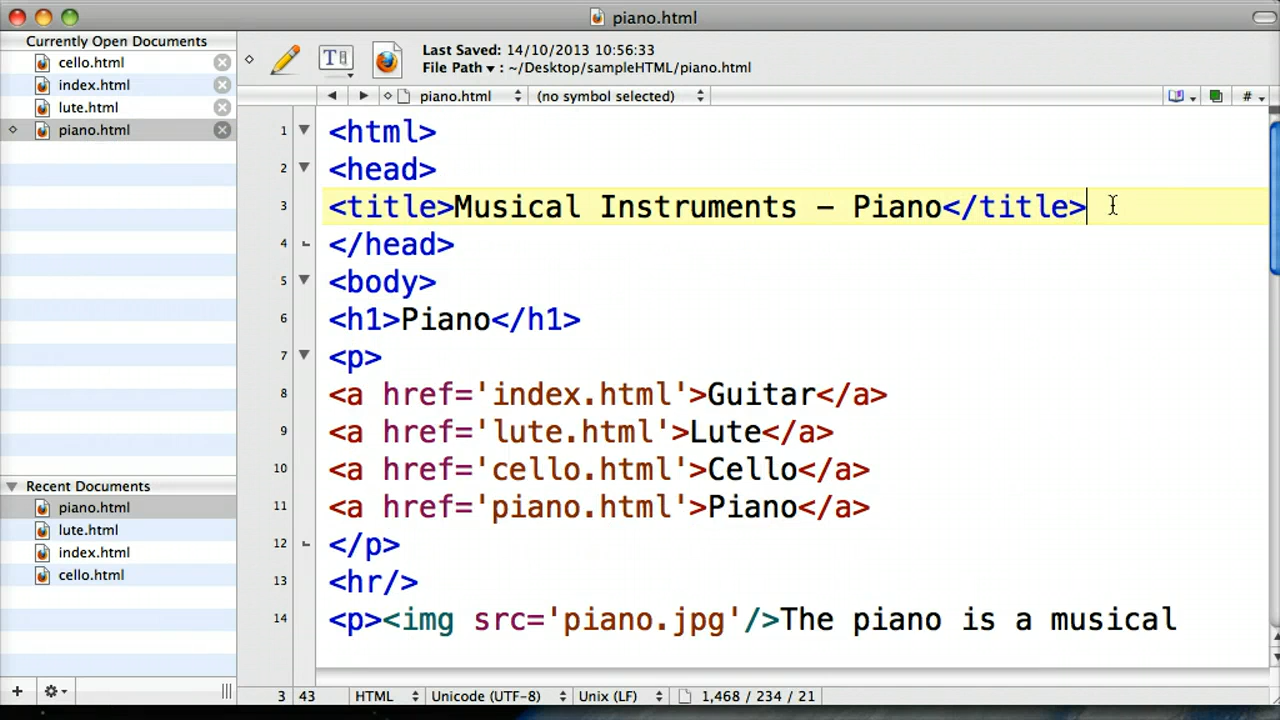 piano.html
Currently Open Documents
cello.html
index.html
lute.html
piano.html
Last Saved: 14/10/2013 10:56:33
File Path : ~/Desktop/sampleHTML/piano.html
piano.html
(no symbol selected)
#
1 <html>
2 <head>
3 <title>Musical Instruments - Piano</title>
4 </head>
5 <body>
6 <h1>Piano</h1>
7 <p>
8 <a href='index.html'>Guitar</a>
9 <a href='lute.html'>Lute</a>
10 <a href='cello.html'>Cello</a>
11 <a href='piano.html'>Piano</a>
12 </p>
13 <hr/>
14 <p><img src='piano.jpg'/>The piano is a musical
Recent Documents
piano.html
lute.html
index.html
cello.html
3 43 HTML Unicode (UTF-8) Unix (LF) 1,468 / 234 / 21